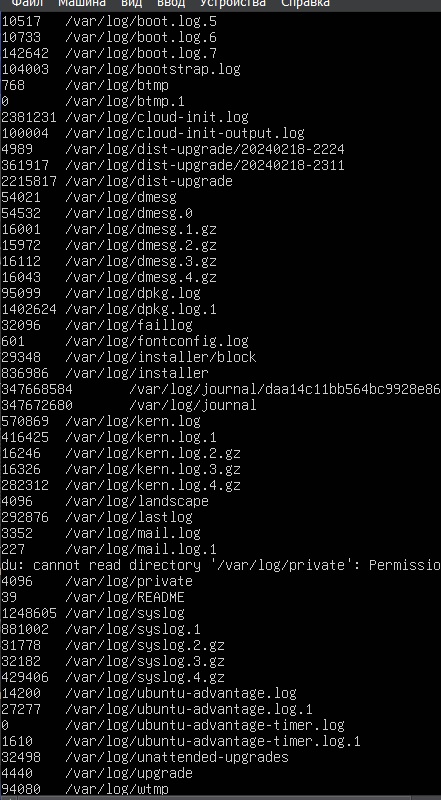 Файл Машина Вид Ввод Устройства Справка
10517 /var/log/boot.log.5
10733 /var/log/boot.log.6
142642 /var/log/boot.log.7
104003 /var/log/bootstrap.log
768 /var/log/btmp
0 /var/log/btmp.1
2381231 /var/log/cloud-init.log
100004 /var/log/cloud-init-output.log
4989 /var/log/dist-upgrade/20240218-2224
361917 /var/log/dist-upgrade/20240218-2311
2215817 /var/log/dist-upgrade
54021 /var/log/dmesg
54532 /var/log/dmesg.0
16001 /var/log/dmesg.1.gz
15972 /var/log/dmesg.2.gz
16112 /var/log/dmesg.3.gz
16043 /var/log/dmesg.4.gz
95099 /var/log/dpkg.log
1402624 /var/log/dpkg.log.1
32096 /var/log/faillog
601 /var/log/fontconfig.log
29348 /var/log/installer/block
836986 /var/log/installer
347668584 /var/log/journal/daa14c11bb564bc9928e86
347672680 /var/log/journal
570869 /var/log/kern.log
416425 /var/log/kern.log.1
16246 /var/log/kern.log.2.gz
16326 /var/log/kern.log.3.gz
282312 /var/log/kern.log.4.gz
4096 /var/log/landscape
292876 /var/log/lastlog
3352 /var/log/mail.log
227 /var/log/mail.log.1
du: cannot read directory '/var/log/private': Permissio
4096 /var/log/private
39 /var/log/README
1248605 /var/log/syslog
881002 /var/log/syslog.1
31778 /var/log/syslog.2.gz
32182 /var/log/syslog.3.gz
429406 /var/log/syslog.4.gz
14200 /var/log/ubuntu-advantage.log
27277 /var/log/ubuntu-advantage.log.1
0 /var/log/ubuntu-advantage-timer.log
1610 /var/log/ubuntu-advantage-timer.log.1
32498 /var/log/unattended-upgrades
4440 /var/log/upgrade
94080 /var/log/wtmp